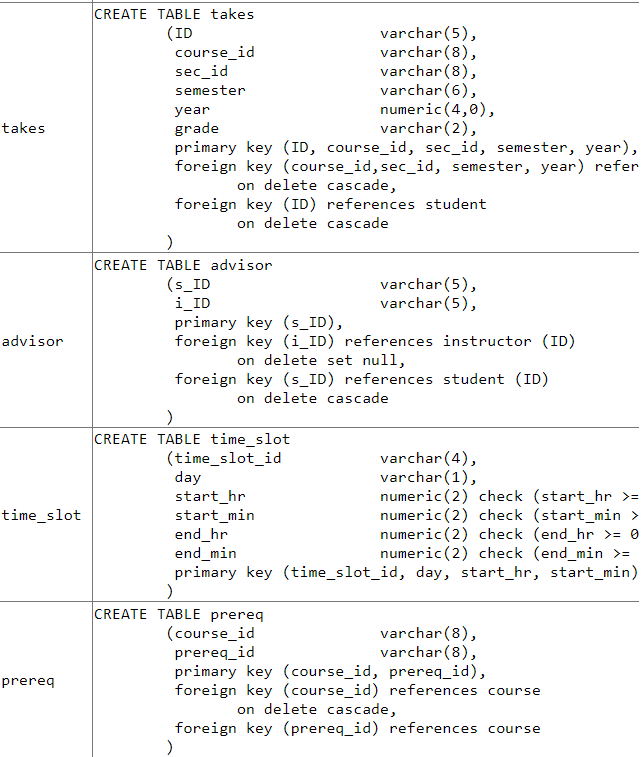 CREATE TABLE takes
(ID varchar(5),
course_id varchar(8),
sec_id varchar(8),
semester varchar(6),
year numeric(4,0),
takes grade varchar(2),
primary key (ID, course_id, sec_id, semester, year),
foreign key (course_id,sec_id, semester, year) refer
on delete cascade,
foreign key (ID) references student
on delete cascade
)
CREATE TABLE advisor
(s_ID varchar(5),
i_ID varchar(5),
primary key (s_ID),
advisor foreign key (i_ID) references instructor (ID)
on delete set null,
foreign key (s_ID) references student (ID)
on delete cascade
)
CREATE TABLE time_slot
(time_slot_id varchar(4),
day varchar(1),
start_hr numeric(2) check (start_hr >=
time_slot start_min numeric(2) check (start_min >
end_hr numeric(2) check (end_hr >= 0
end_min numeric(2) check (end_min >=
primary key (time_slot_id, day, start_hr, start_min)
)
CREATE TABLE prereq
(course_id varchar(8),
prereq_id varchar(8),
primary key (course_id, prereq_id),
prereq foreign key (course_id) references course
on delete cascade,
foreign key (prereq_id) references course
)